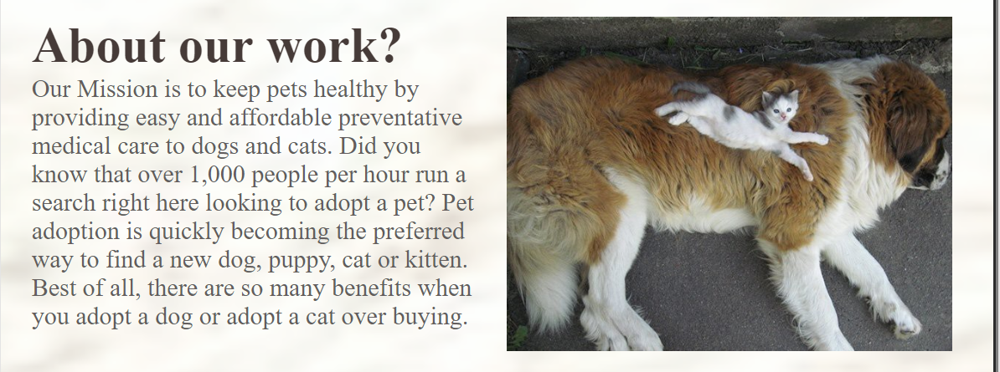 About our work?
Our Mission is to keep pets healthy by
providing easy and affordable preventative
medical care to dogs and cats. Did you
know that over 1,000 people per hour run a
search right here looking to adopt a pet? Pet
adoption is quickly becoming the preferred
way to find a new dog, puppy, cat or kitten.
Best of all, there are so many benefits when
you adopt a dog or adopt a cat over buying.